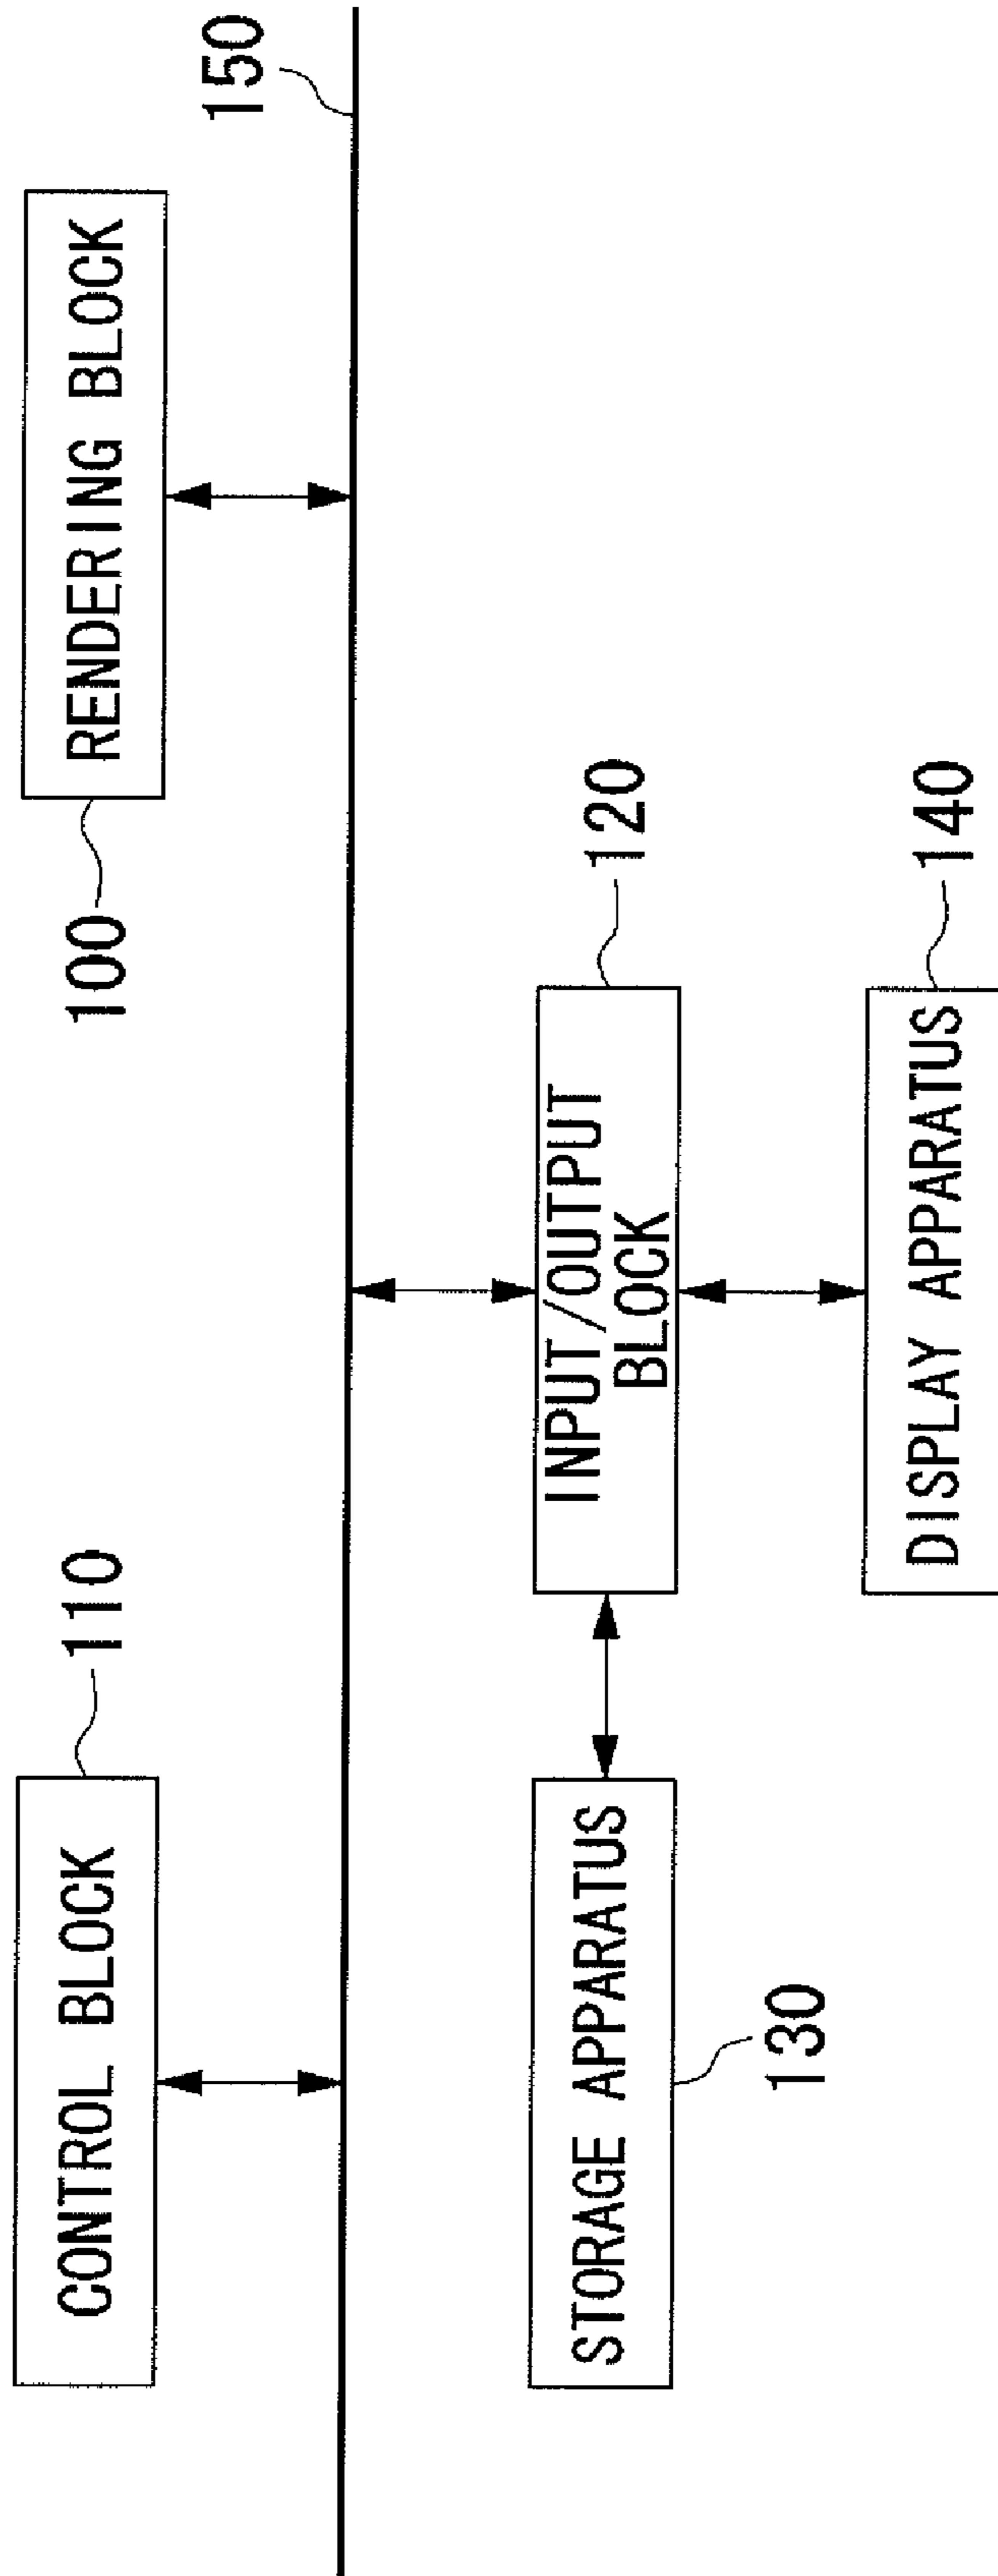 CONTROL BLOCK
110
100
RENDERING BLOCK
150
STORAGE APPARATUS
130
INPUT/OUTPUT
BLOCK
120
DISPLAY APPARATUS
140